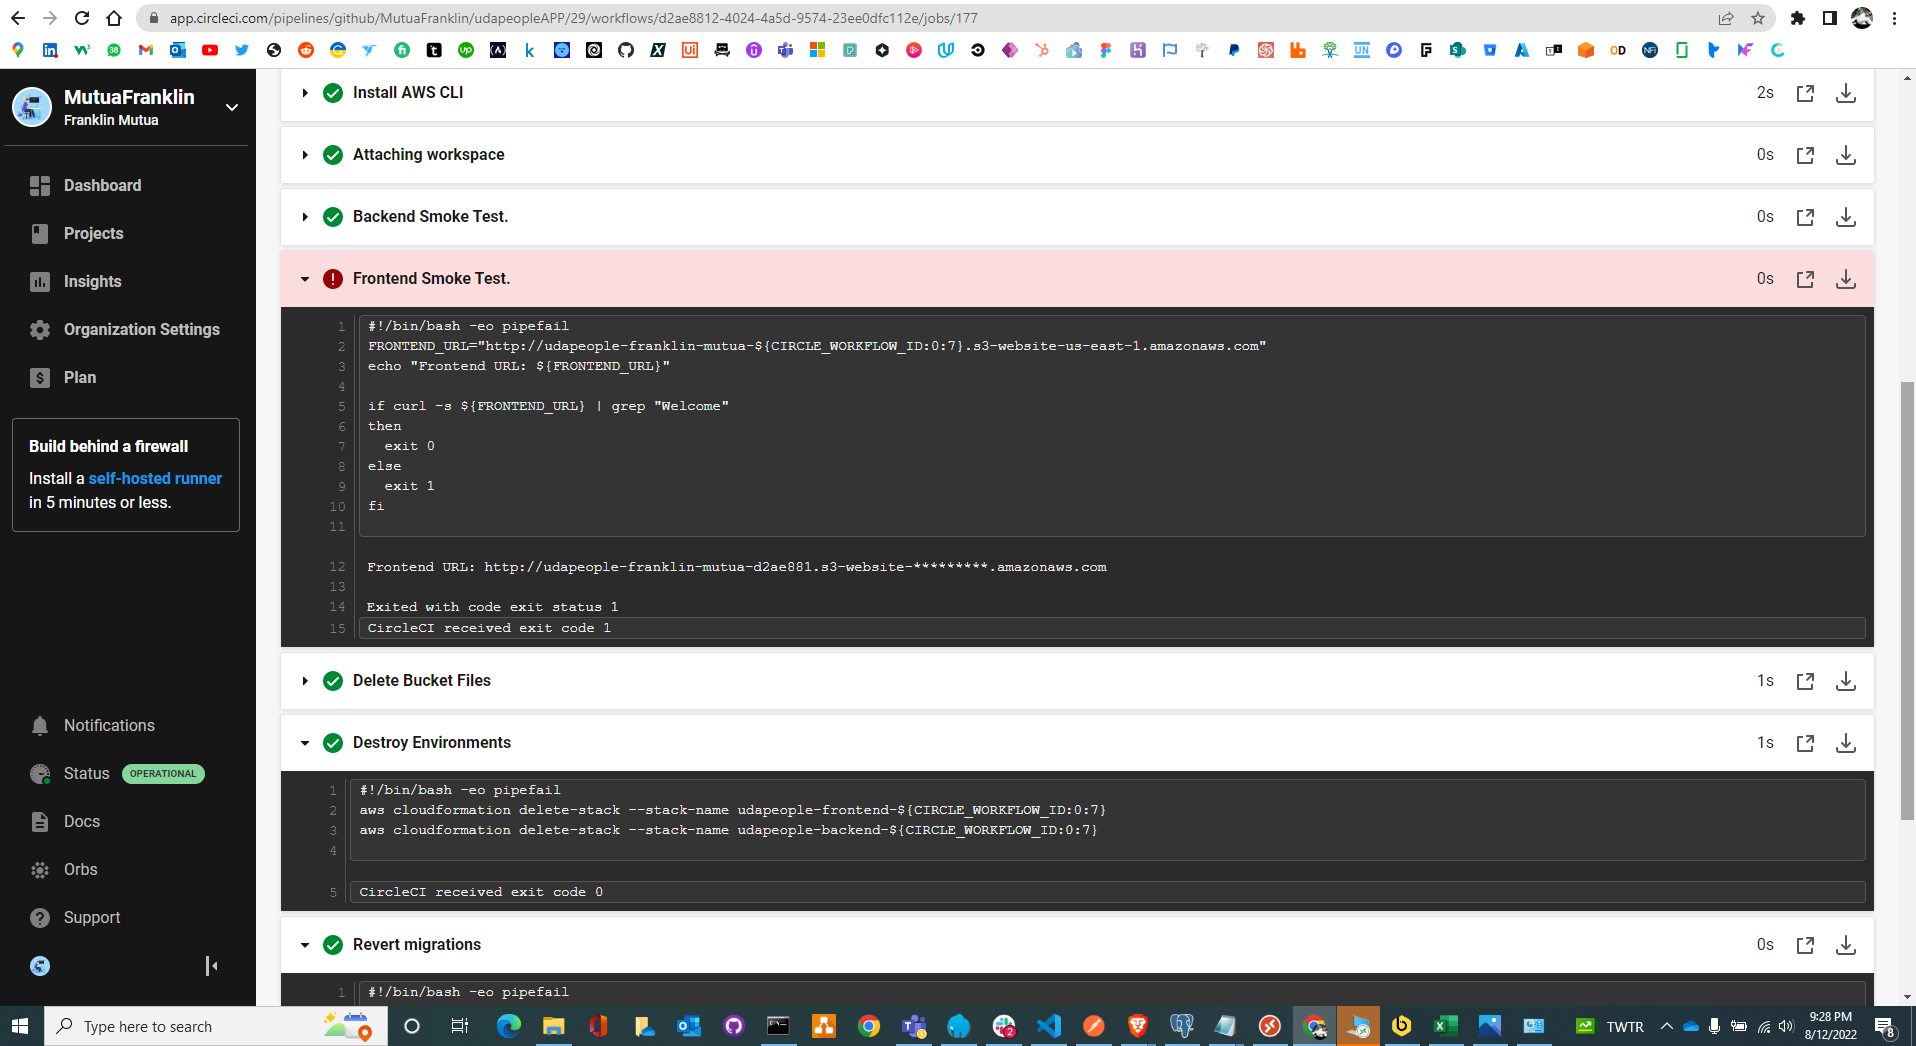 app.circleci.com/pipelines/github/MutuaFranklin/udapeopleAPP/29/workflows/d2ae8812-4024-4a5d-9574-23ee0dfc112e/jobs/177
MutuaFranklin
Franklin Mutua
Dashboard
Projects
Insights
Organization Settings
Plan
Build behind a firewall
Install a self-hosted runner
in 5 minutes or less.
Notifications
Status OPERATIONAL
Docs
Orbs
Support
Install AWS CLI 2s
Attaching workspace 0s
Backend Smoke Test. 0s
Frontend Smoke Test. 0s
1 #!/bin/bash -eo pipefail
2 FRONTEND_URL="http://udapeople-franklin-mutua-${CIRCLE_WORKFLOW_ID:0:7}.s3-website-us-east-1.amazonaws.com"
3 echo "Frontend URL: ${FRONTEND_URL}"
4
5 if curl -s ${FRONTEND_URL} | grep "Welcome"
6 then
7 exit 0
8 else
9 exit 1
10 fi
11
12 Frontend URL: http://udapeople-franklin-mutua-d2ae881.s3-website-*********.amazonaws.com
13
14 Exited with code exit status 1
15 CircleCI received exit code 1
Delete Bucket Files 1s
Destroy Environments 1s
1 #!/bin/bash -eo pipefail
2 aws cloudformation delete-stack --stack-name udapeople-frontend-${CIRCLE_WORKFLOW_ID:0:7}
3 aws cloudformation delete-stack --stack-name udapeople-backend-${CIRCLE_WORKFLOW_ID:0:7}
4
5 CircleCI received exit code 0
Revert migrations 0s
1 #!/bin/bash -eo pipefail
Type here to search
TWTR
9:28 PM
8/12/2022
8